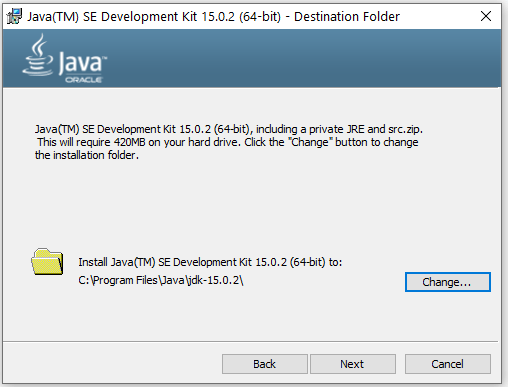 Java(TM) SE Development Kit 15.0.2 (64-bit) - Destination Folder
Java™
ORACLE
Java(TM) SE Development Kit 15.0.2 (64-bit), including a private JRE and src.zip.
This will require 420MB on your hard drive. Click the "Change" button to change
the installation folder.
Install Java(TM) SE Development Kit 15.0.2 (64-bit) to:
C:\Program Files\Java\jdk-15.0.2\
Change...
Back
Next
Cancel